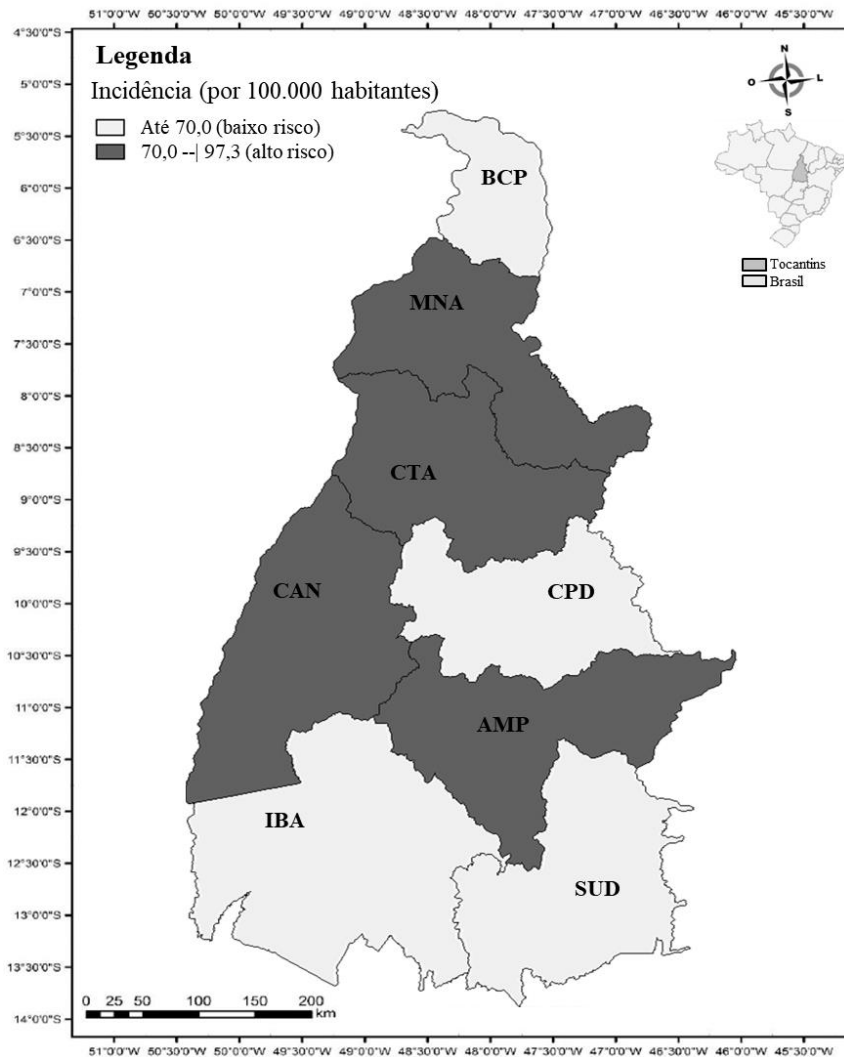 51°0'0"W 50°30'0"W 50°0'0"W 49°30'0"W 49°0'0"W 48°30'0"W 48°0'0"W 47°30'0"W 47°0'0"W 46°30'0"W 46°0'0"W 45°30'0"W
4°30'0"S
5°0'0"S
5°30'0"S
6°0'0"S
6°30'0"S
7°0'0"S
7°30'0"S
8°0'0"S
8°30'0"S
9°0'0"S
9°30'0"S
10°0'0"S
10°30'0"S
11°0'0"S
11°30'0"S
12°0'0"S
12°30'0"S
13°0'0"S
13°30'0"S
14°0'0"S
Legenda
Incidência (por 100.000 habitantes)
Até 70,0 (baixo risco)
70,0 --| 97,3 (alto risco)
N
O L
S
Tocantins
Brasil
BCP
MNA
CTA
CAN
CPD
AMP
IBA
SUD
0 25 50 100 150 200
km
51°0'0"W 50°30'0"W 50°0'0"W 49°30'0"W 49°0'0"W 48°30'0"W 48°0'0"W 47°30'0"W 47°0'0"W 46°30'0"W 46°0'0"W 45°30'0"W